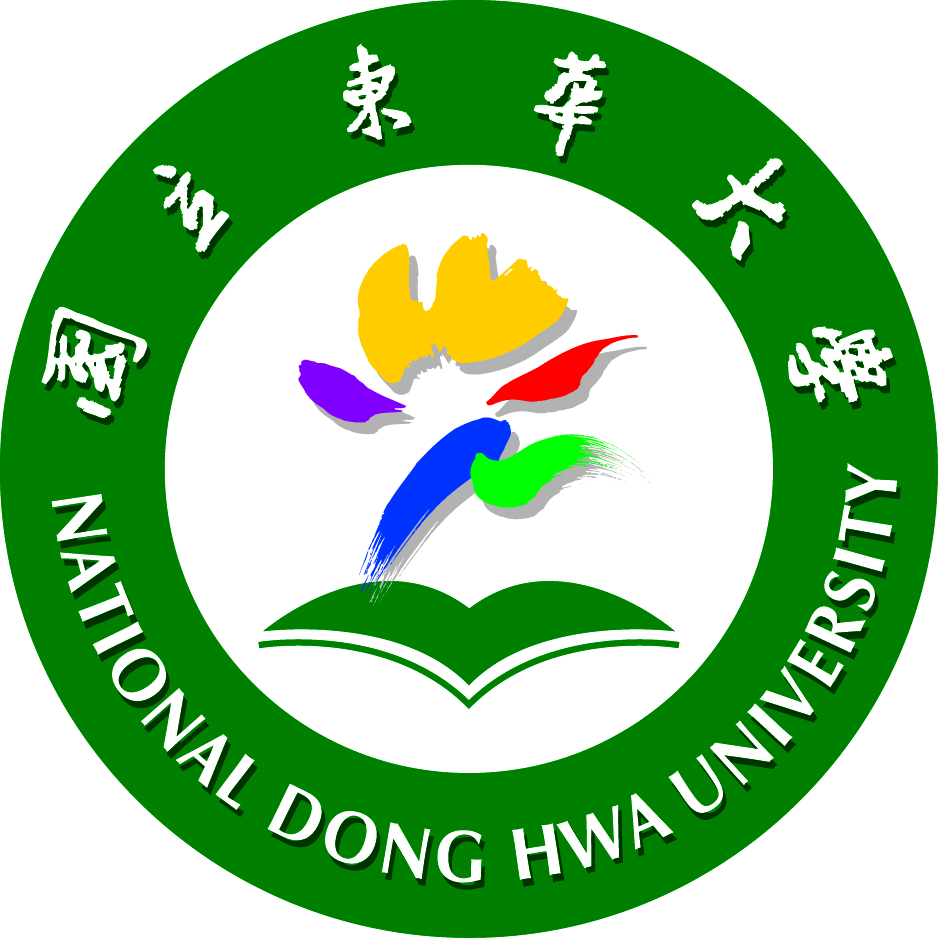 國立東華大學
NATIONAL DONG HWA UNIVERSITY